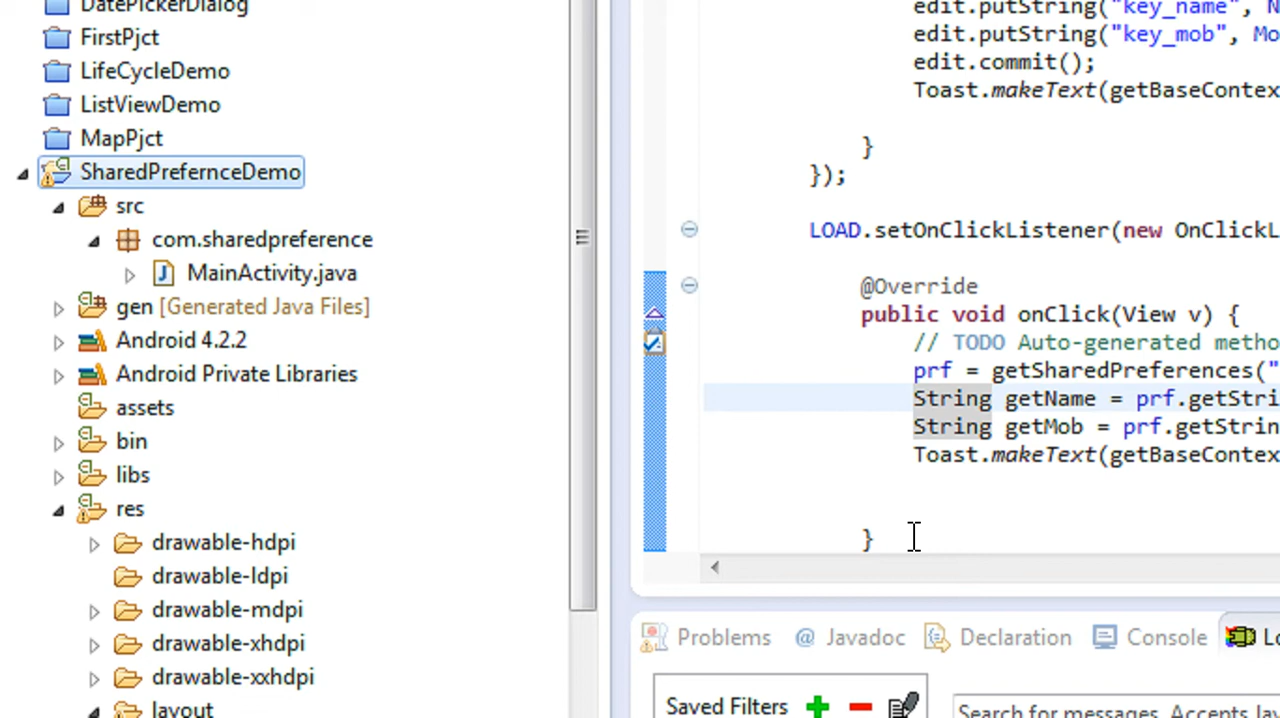 DatePickerDialog
FirstPjct
LifeCycleDemo
ListViewDemo
MapPjct
SharedPrefernceDemo
src
com.sharedpreference
MainActivity.java
gen [Generated Java Files]
Android 4.2.2
Android Private Libraries
assets
bin
libs
res
drawable-hdpi
drawable-ldpi
drawable-mdpi
drawable-xhdpi
drawable-xxhdpi
layout
edit.putString("key_name", N
edit.putString("key_mob", Mo
edit.commit();
Toast.makeText(getBaseContex
}
});
LOAD.setOnClickListener(new OnClickL
@Override
public void onClick(View v) {
// TODO Auto-generated metho
prf = getSharedPreferences("
String getName = prf.getStri
String getMob = prf.getStrin
Toast.makeText(getBaseContex
}
Problems @ Javadoc Declaration Console Lo
Saved Filters
Search for messages. Accepts Jav